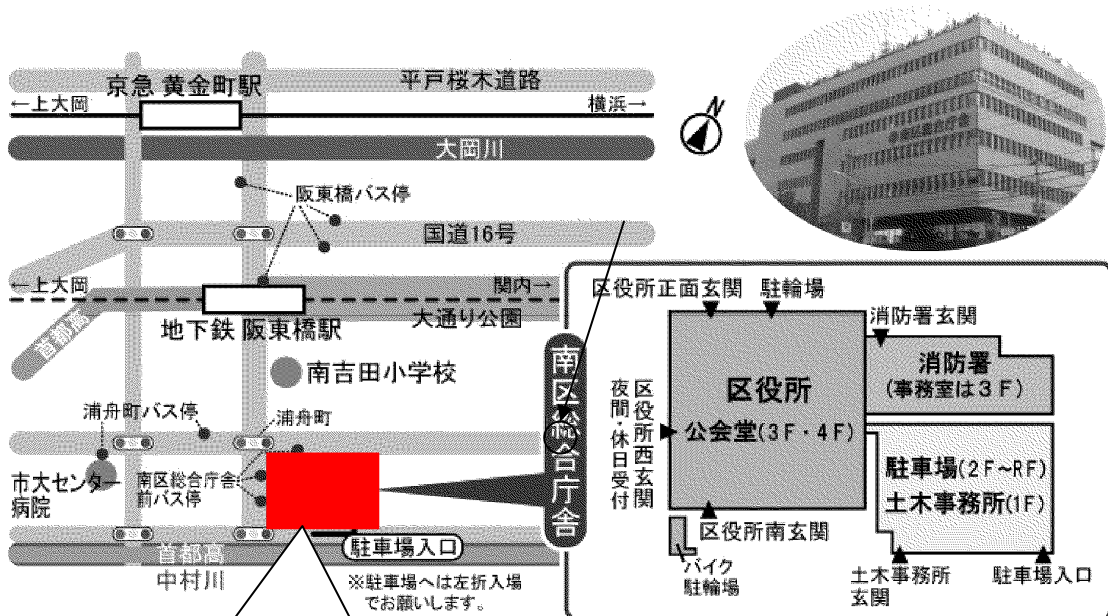 京急 黄金町駅
平戸桜木道路
←上大岡
横浜→
大岡川
N
阪東橋バス停
国道16号
←上大岡
関内→
首都高
地下鉄 阪東橋駅
大通り公園
南吉田小学校
浦舟町バス停
浦舟町
市大センター
病院
南区総合庁舎
前バス停
首都高
中村川
駐車場入口
※駐車場へは左折入場
でお願いします。
南区総合庁舎
区役所正面玄関
駐輪場
消防署玄関
区役所
公会堂(3F・4F)
消防署
(事務室は3F)
区役所西玄関
夜間・休日受付
駐車場(2F~RF)
土木事務所(1F)
区役所南玄関
バイク
駐輪場
土木事務所
玄関
駐車場入口